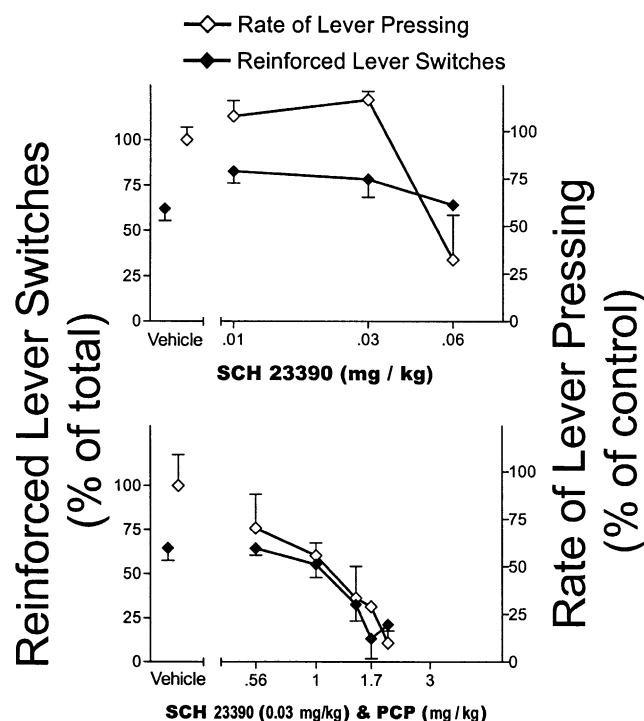 Rate of Lever Pressing
Reinforced Lever Switches
Reinforced Lever Switches
(% of total)
100
75
50
25
0
100
75
50
25
0
Rate of Lever Pressing
(% of control)
Vehicle
.01
.03
.06
SCH 23390 (mg / kg)
100
75
50
25
0
100
75
50
25
0
Vehicle
.56
1
1.7
3
SCH 23390 (0.03 mg/kg) & PCP (mg / kg)